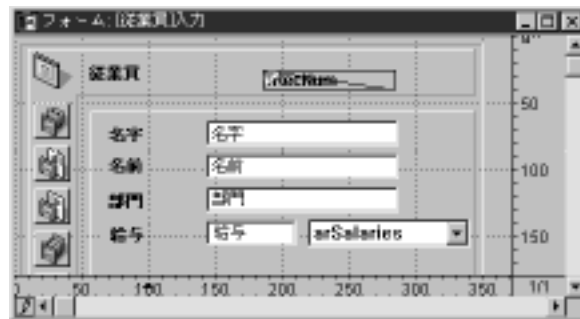 フォーム: [従業員]入力
従業員
名字 名字
名前 名前
部門 部門
給与 給与 arSalaries
50
100
150
50 100 150 200 250 300 350 1/1